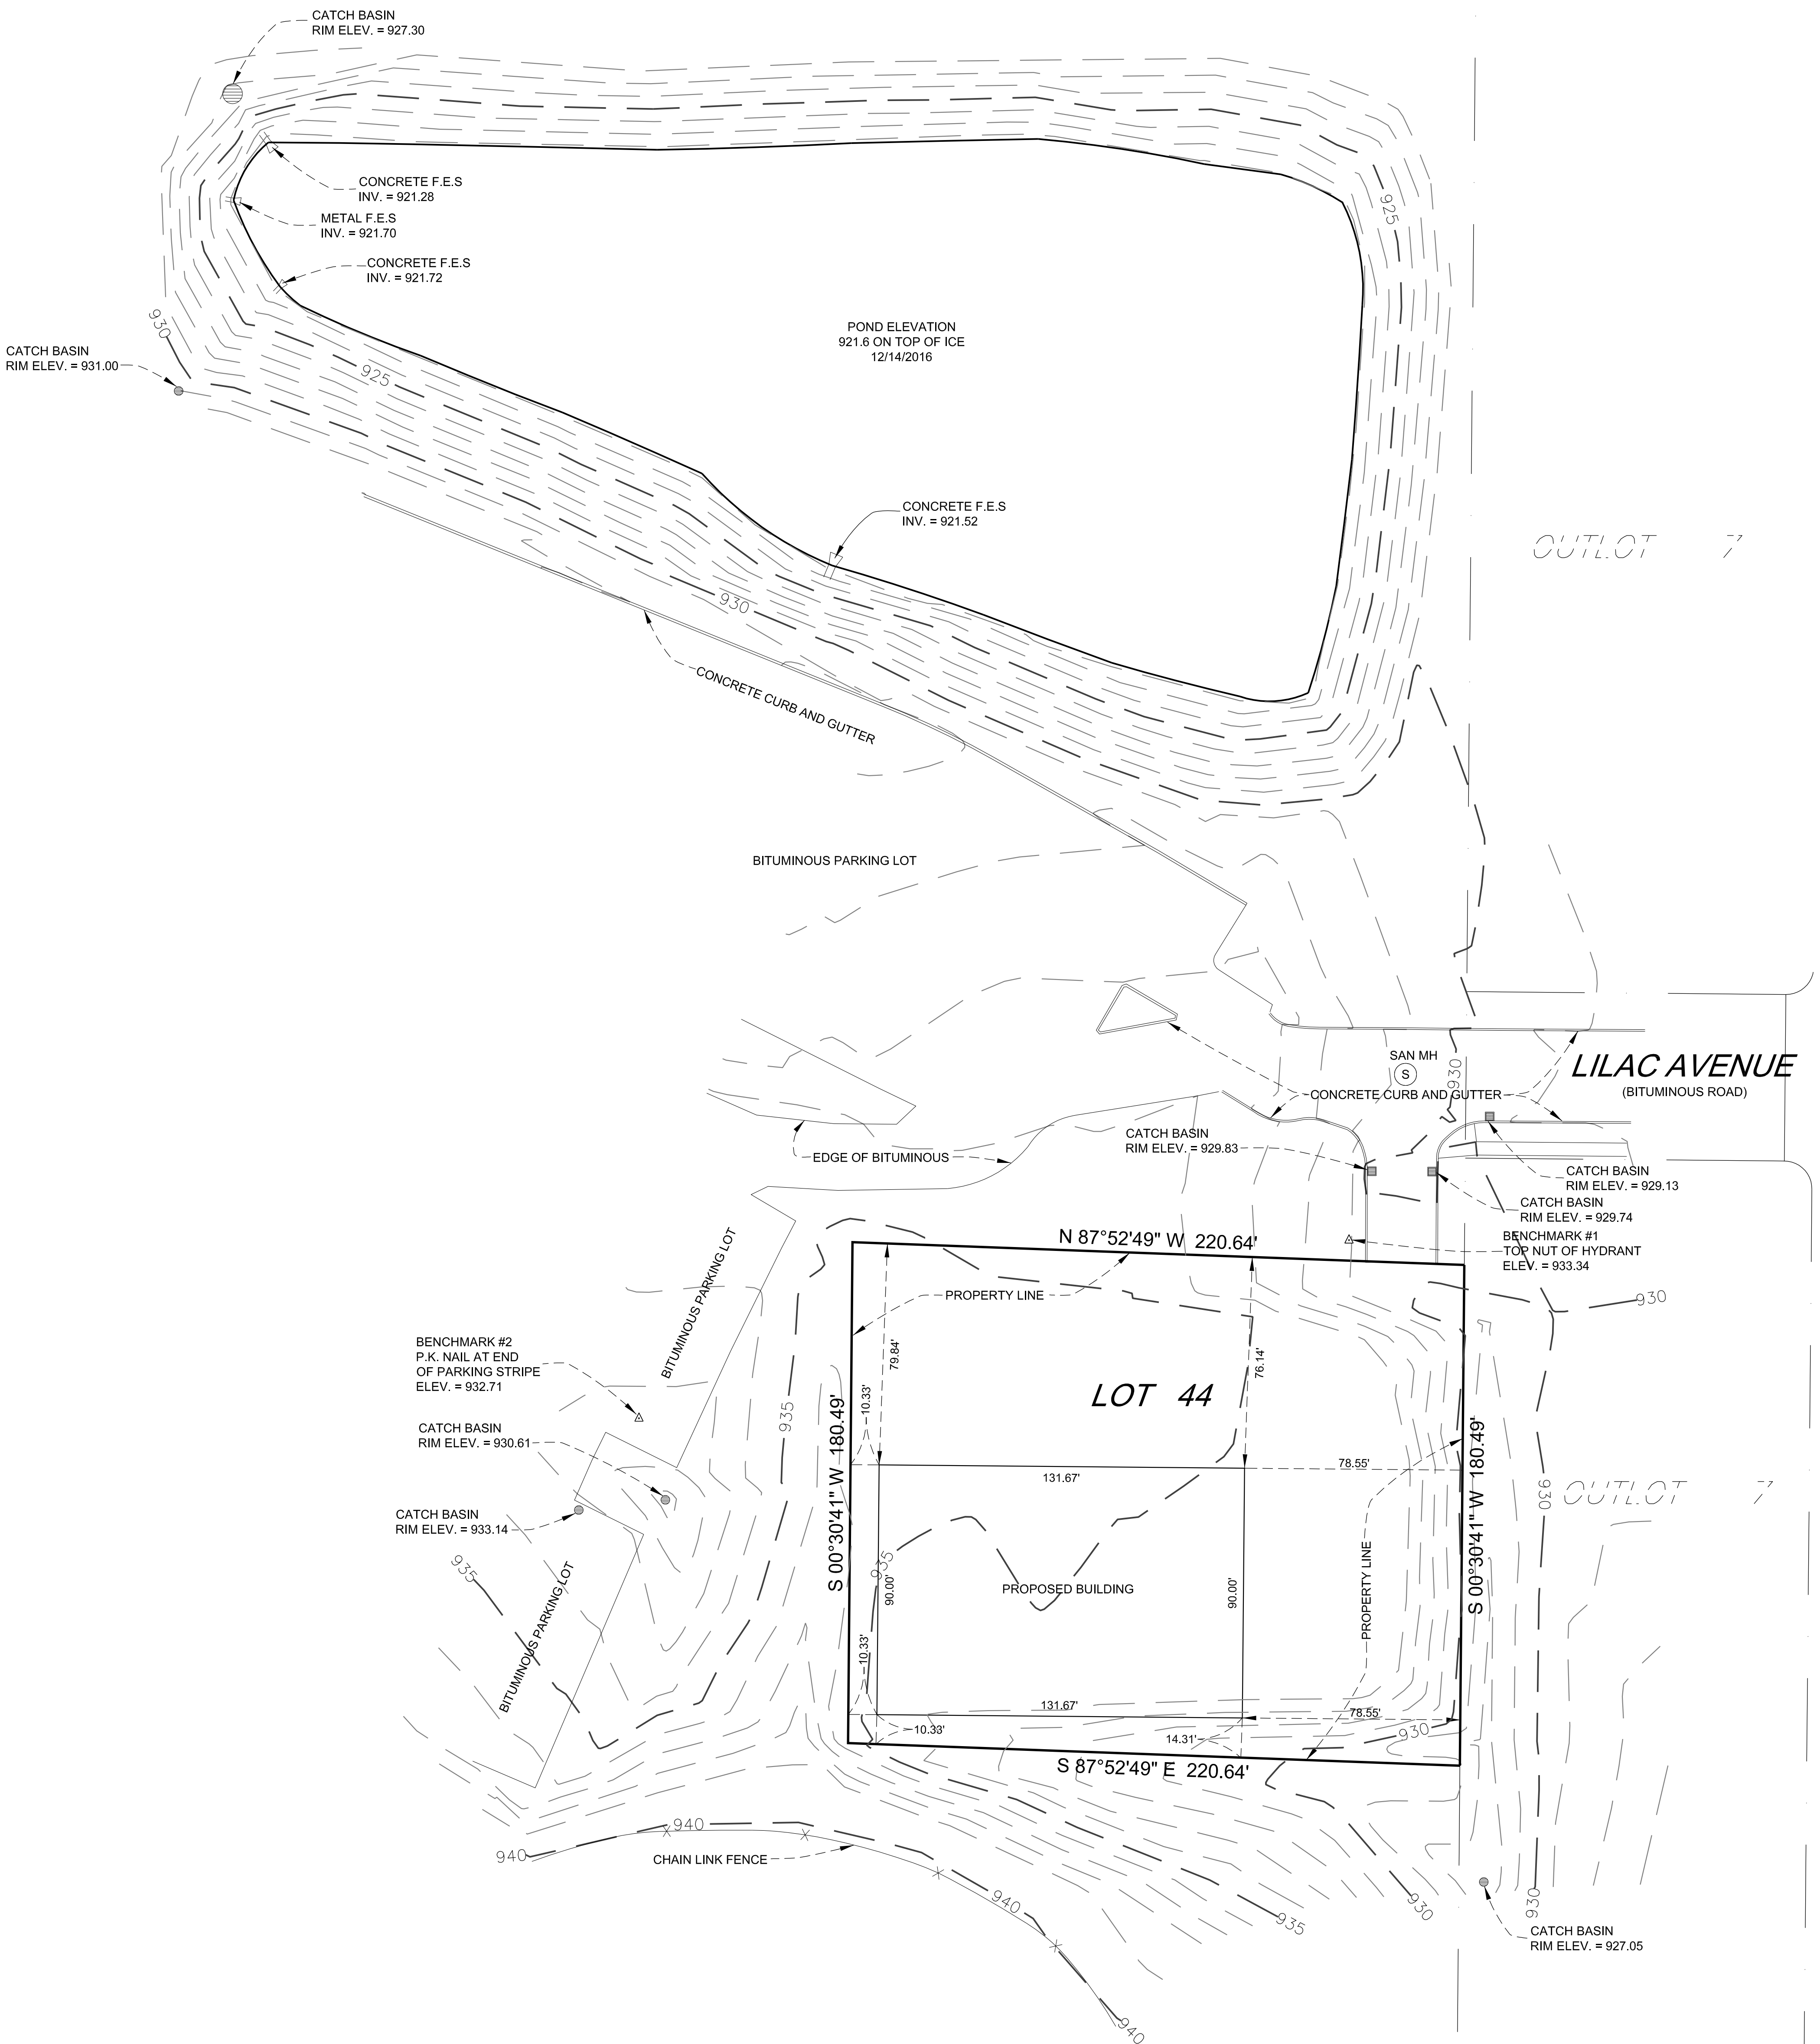 CATCH BASIN
RIM ELEV. = 927.30
CONCRETE F.E.S
INV. = 921.28
METAL F.E.S
INV. = 921.70
CONCRETE F.E.S
INV. = 921.72
925
930
CATCH BASIN
RIM ELEV. = 931.00
POND ELEVATION
921.6 ON TOP OF ICE
12/14/2016
925
CONCRETE F.E.S
INV. = 921.52
OUTLOT 7
930
CONCRETE CURB AND GUTTER
BITUMINOUS PARKING LOT
SAN MH
S
930
LILAC AVENUE
(BITUMINOUS ROAD)
CONCRETE CURB AND GUTTER
CATCH BASIN
RIM ELEV. = 929.83
EDGE OF BITUMINOUS
CATCH BASIN
RIM ELEV. = 929.13
CATCH BASIN
RIM ELEV. = 929.74
BENCHMARK #1
TOP NUT OF HYDRANT
ELEV. = 933.34
N 87°52'49" W 220.64'
BITUMINOUS PARKING LOT
PROPERTY LINE
930
BENCHMARK #2
P.K. NAIL AT END
OF PARKING STRIPE
ELEV. = 932.71
79.84'
76.14'
10.33'
LOT 44
935
S 00°30'41" W 180.49'
CATCH BASIN
RIM ELEV. = 930.61
131.67'
78.55'
S 00°30'41" W 180.49'
930
OUTLOT 7
CATCH BASIN
RIM ELEV. = 933.14
935
935
90.00'
PROPOSED BUILDING
90.00'
PROPERTY LINE
BITUMINOUS PARKING LOT
10.33'
131.67'
78.55'
10.33'
14.31'
930
S 87°52'49" E 220.64'
940
940
CHAIN LINK FENCE
940
935
930
930
CATCH BASIN
RIM ELEV. = 927.05
940